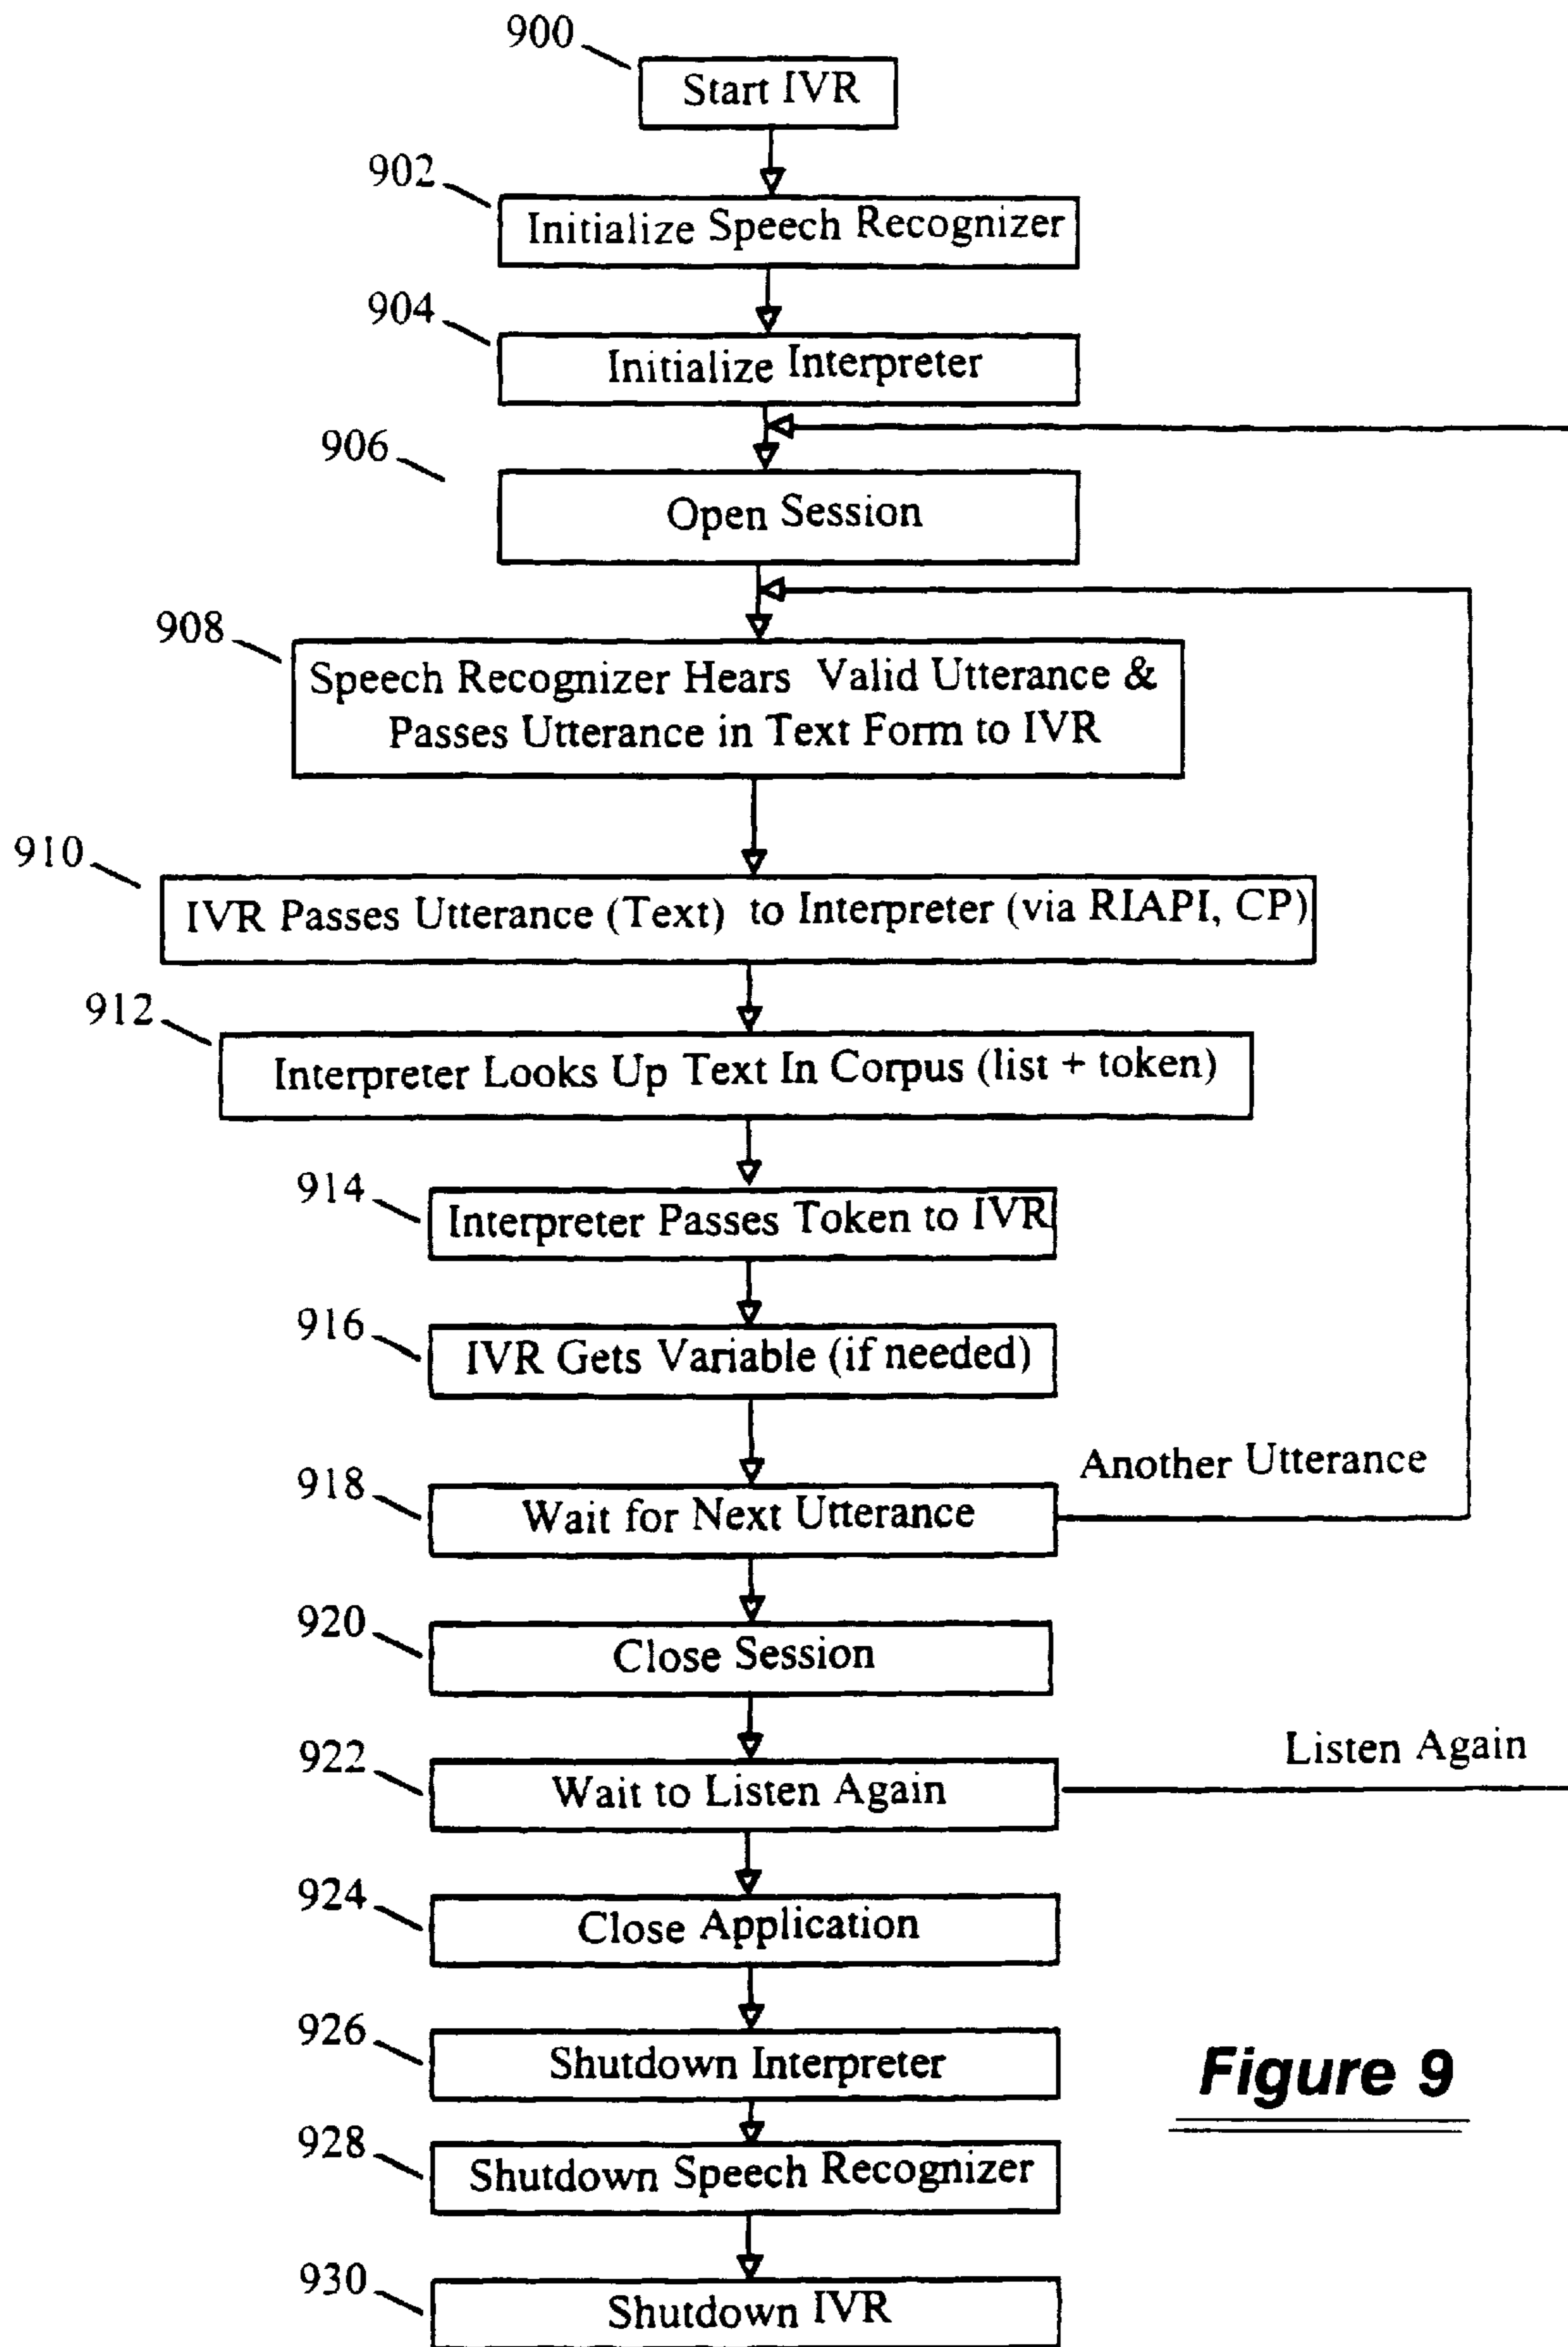 900
Start IVR
902
Initialize Speech Recognizer
904
Initialize Interpreter
906
Open Session
908
Speech Recognizer Hears Valid Utterance &
Passes Utterance in Text Form to IVR
910
IVR Passes Utterance (Text) to Interpreter (via RIAPI, CP)
912
Interpreter Looks Up Text In Corpus (list + token)
914
Interpreter Passes Token to IVR
916
IVR Gets Variable (if needed)
918
Wait for Next Utterance
Another Utterance
920
Close Session
922
Wait to Listen Again
Listen Again
924
Close Application
926
Shutdown Interpreter
928
Shutdown Speech Recognizer
930
Shutdown IVR
Figure 9